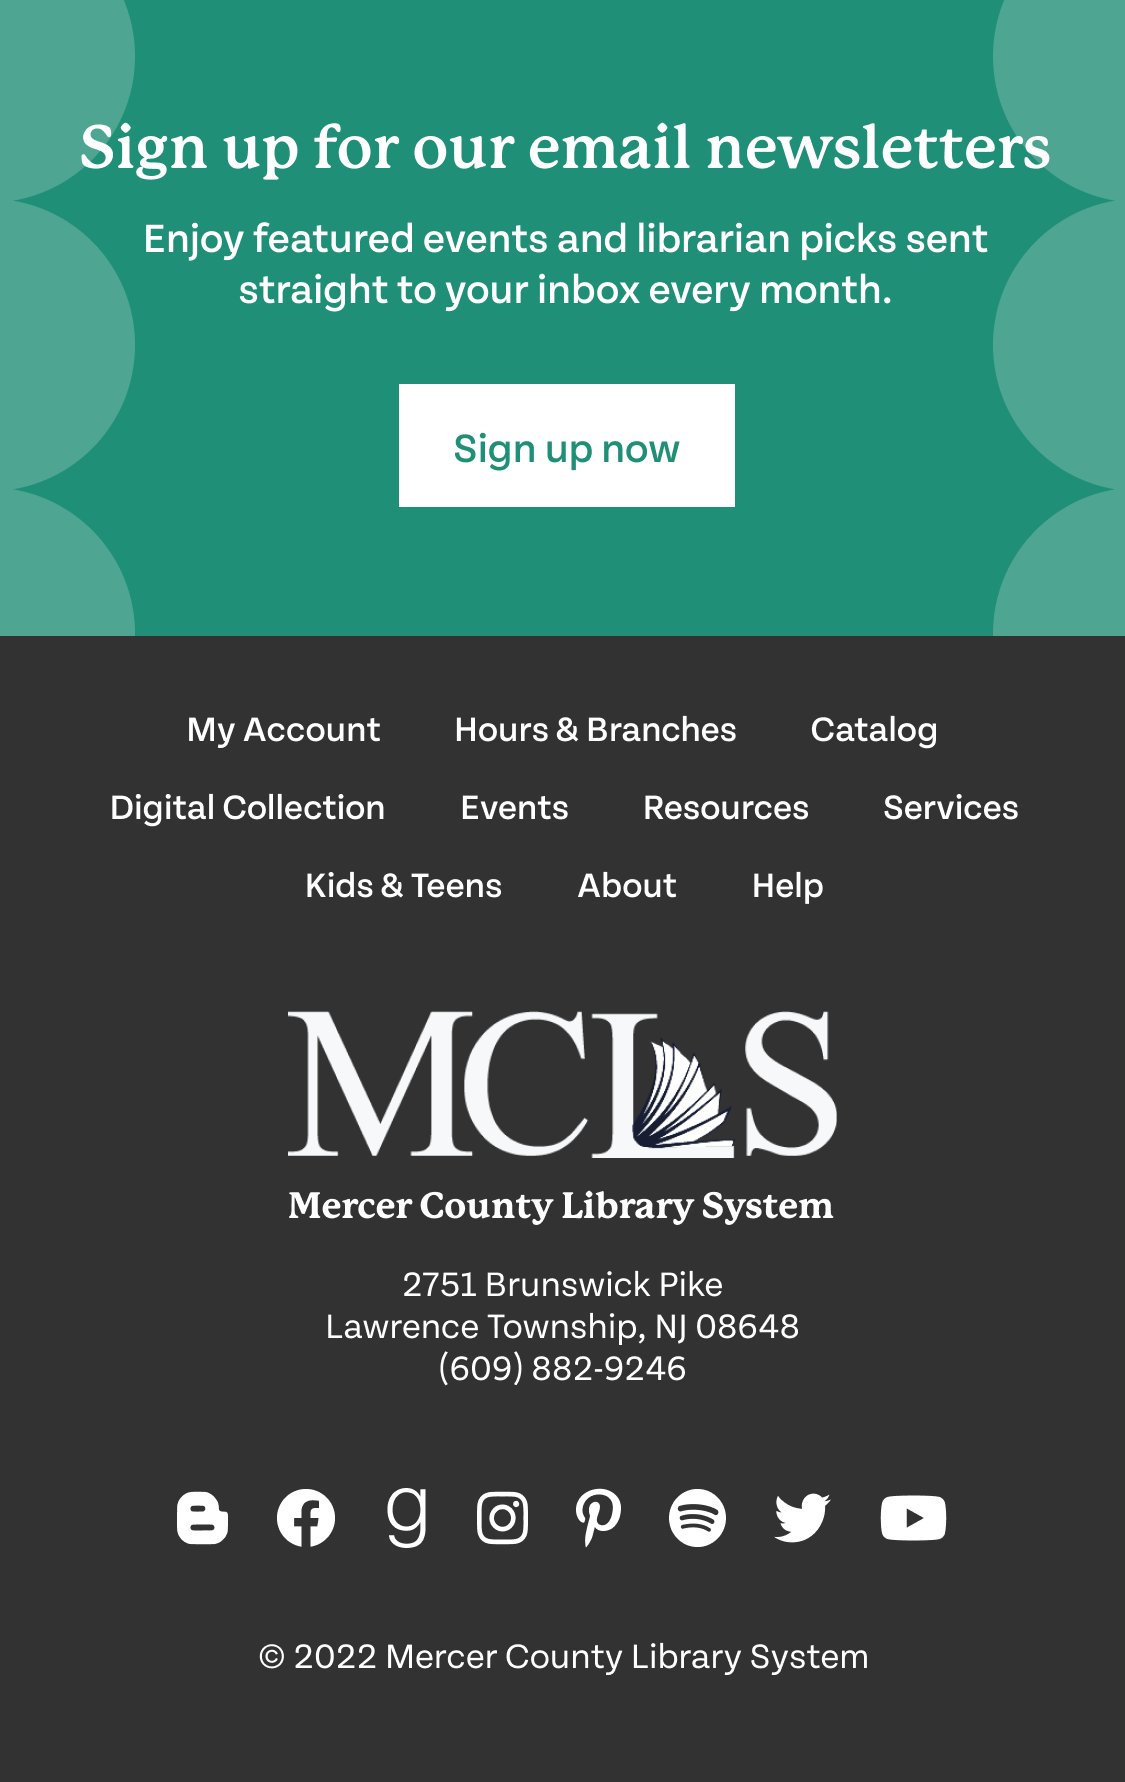 Sign up for our email newsletters
Enjoy featured events and librarian picks sent
straight to your inbox every month.
Sign up now
My Account Hours & Branches Catalog
Digital Collection Events Resources Services
Kids & Teens About Help
MCLS
Mercer County Library System
2751 Brunswick Pike
Lawrence Township, NJ 08648
(609) 882-9246
© 2022 Mercer County Library System